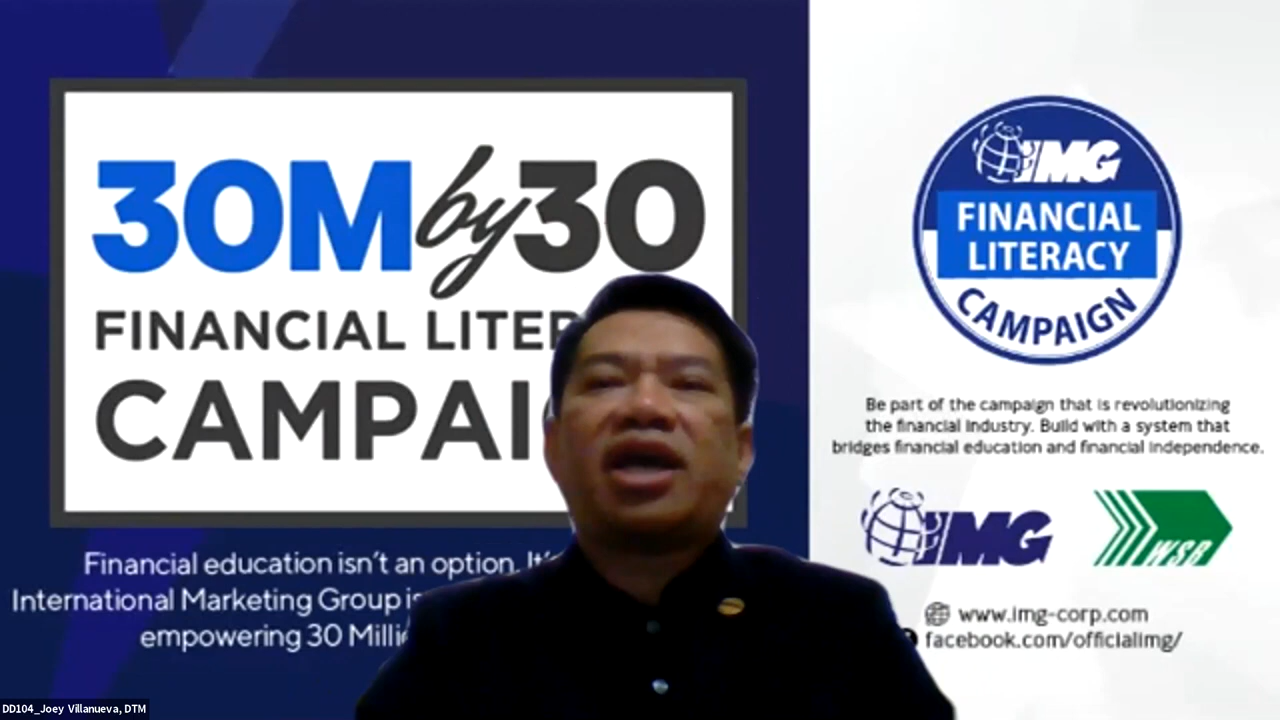 30M by 30
FINANCIAL LITER
CAMPAI
Financial education isn't an option. It's
International Marketing Group is
empowering 30 Millio
IMG
FINANCIAL
LITERACY
CAMPAIGN
Be part of the campaign that is revolutionizing
the financial industry. Build with a system that
bridges financial education and financial independence.
IMG
WSR
www.img-corp.com
facebook.com/officialimg/
DD104_Joey Villanueva, DTM